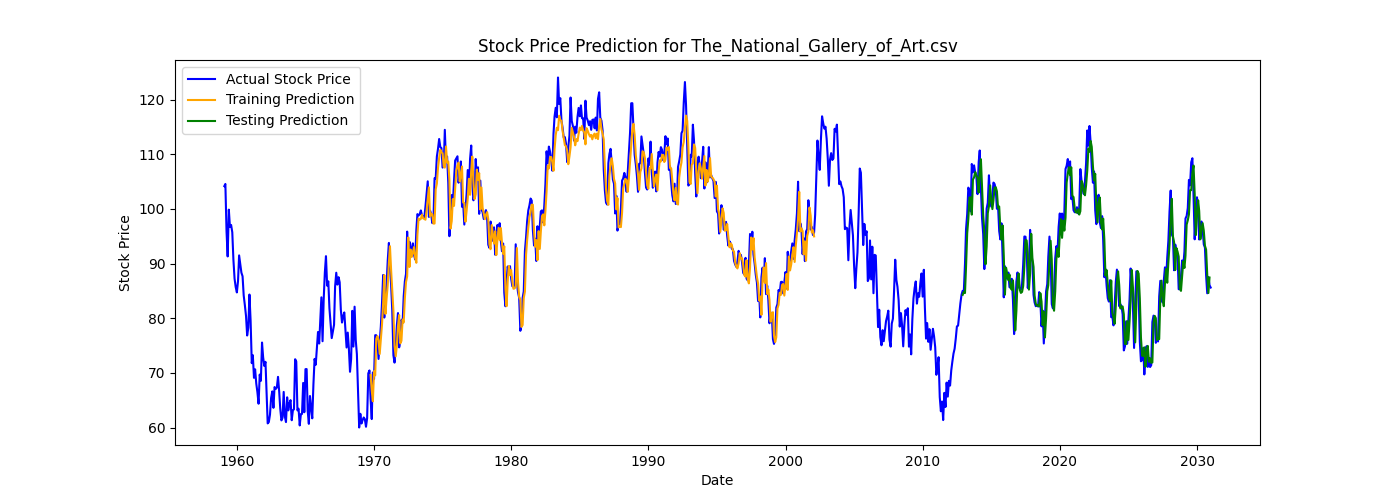 Stock Price Prediction for The_National_Gallery_of_Art.csv
Actual Stock Price
Training Prediction
Testing Prediction
Stock Price
120
110
100
90
80
70
60
1960 1970 1980 1990 2000 2010 2020 2030
Date